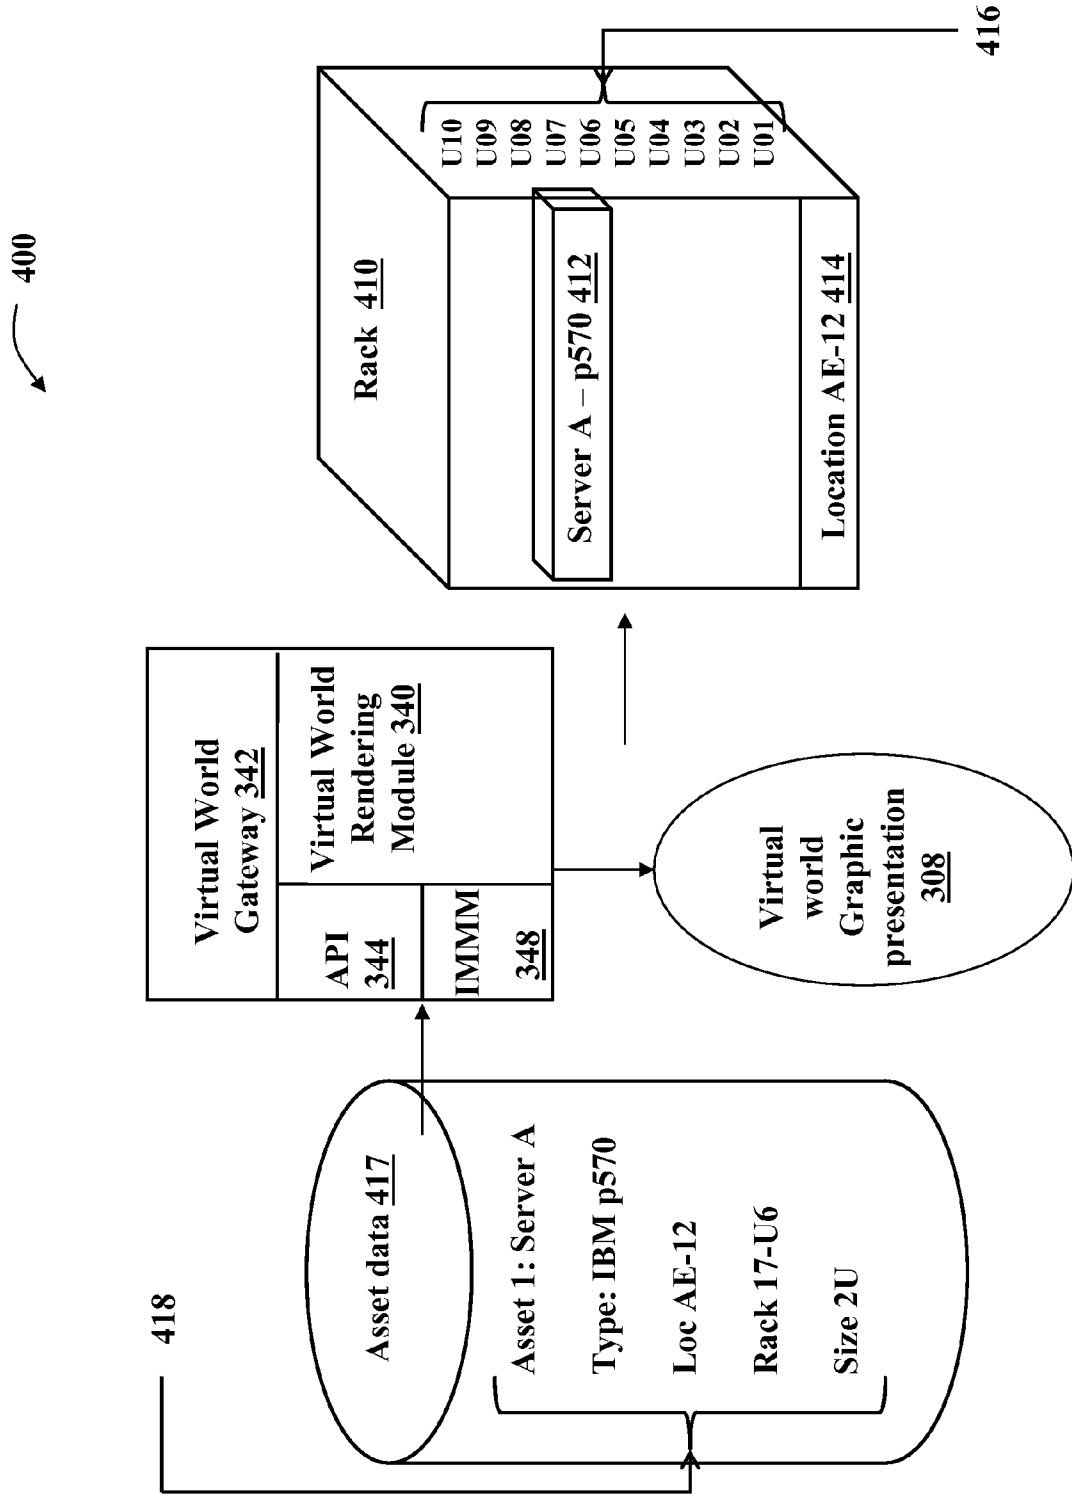 400
418
Asset data 417
Asset 1: Server A
Type: IBM p570
Loc AE-12
Rack 17-U6
Size 2U
Virtual World
Gateway 342
API
344
IMMM
348
Virtual World
Rendering
Module 340
Virtual
world
Graphic
presentation
308
Rack 410
Server A – p570 412
Location AE-12 414
U10
U09
U08
U07
U06
U05
U04
U03
U02
U01
416